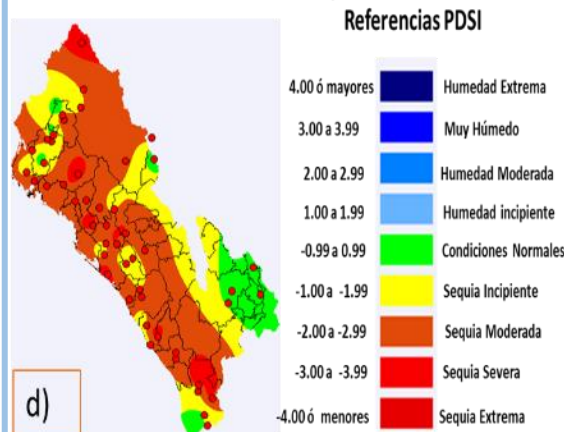 Referencias PDSI
4.00 ó mayores Humedad Extrema
3.00 a 3.99 Muy Húmedo
2.00 a 2.99 Humedad Moderada
1.00 a 1.99 Humedad incipiente
-0.99 a 0.99 Condiciones Normales
-1.00 a -1.99 Sequia Incipiente
-2.00 a -2.99 Sequia Moderada
-3.00 a -3.99 Sequia Severa
-4.00 ó menores Sequia Extrema
d)